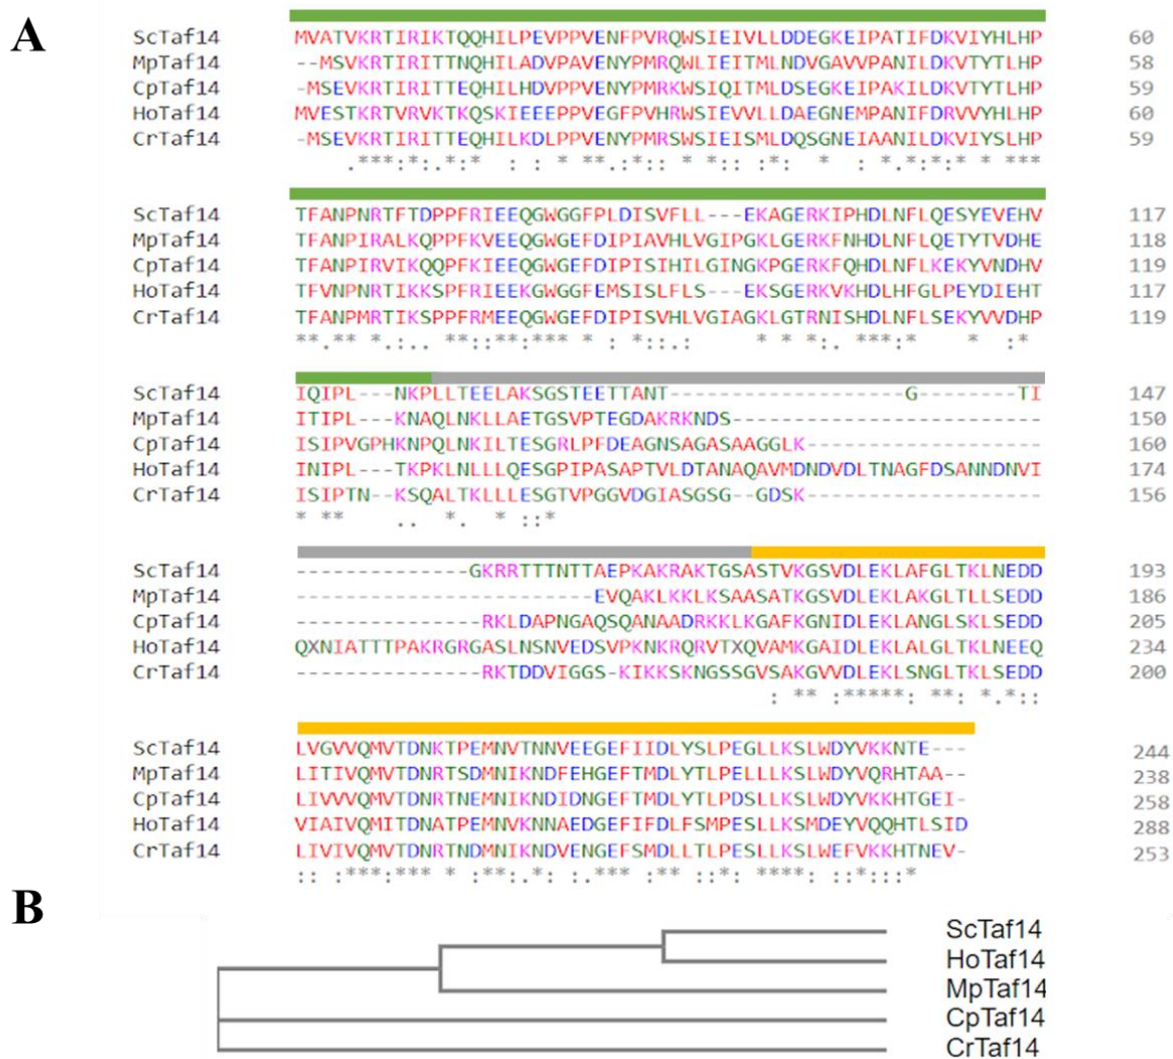 A
ScTaf14 MVATVKRTIRIKTQQHILPEVPPVENFPVRQWSIEIVLLDDEGKEIPATIFDKVIYHLHP 60
MpTaf14 --MSVKRTIRITTNQHILADVPAVENYPMRQWLIEITMLNDVGAVVPANILDKVTYTLHP 58
CpTaf14 -MSEVKRTIRITTEQHILHDVPPVENYPMRKWSIQITMLDSEGKEIPAKILDKVTYTLHP 59
HoTaf14 MVESTKRTVRVKTKQSKIEEEPPVEGFPVHRWSIEVVLLDAEGNEMPANIFDRVVYHLHP 60
CrTaf14 -MSEVKRTIRITTEQHILKDLPPVENYPMRSWSIEISMLDQSGNEIAANILDKVIYSLHP 59
.***:*:.*:* : : * **.:*:: * *:: :*: * : *.*:*:* * ***
ScTaf14 TFANPNRTFTDPPFRIEEQGWGGFPLDISVFLL---EKAGERKIPHDLNFLQESYEVEHV 117
MpTaf14 TFANPIRALKQPPFKVEEQGWGEFDIPIAVHLVGIPGKLGERKFNHDLNFLQETYTVDHE 118
CpTaf14 TFANPIRVIKQQPFKIEEQGWGEFDIPISIHILGINGKPGERKFQHDLNFLKEKYVNDHV 119
HoTaf14 TFVNPNRTIKKSPFRIEEKGWGGFEMSISLFLS---EKSGERKVKHDLHFGLPEYDIEHT 117
CrTaf14 TFANPMRTIKSPPFRMEEQGWGEFDIPISVHLVGIAGKLGTRNISHDLNFLSEKYVVDHP 119
**.** *.:.. **::**:*** * : *::.: * * *:. ***:* * :*
ScTaf14 IQIPL---NKPLLTEELAKSGSTEETTANT-------------------G--------TI 147
MpTaf14 ITIPL---KNAQLNKLLAETGSVPTEGDAKRKNDS------------------------- 150
CpTaf14 ISIPVGPHKNPQLNKILTESGRLPFDEAGNSAGASAAGGLK------------------- 160
HoTaf14 INIPL---TKPKLNLLLQESGPIPASAPTVLDTANAQAVMDNDVDLTNAGFDSANNDNVI 174
CrTaf14 ISIPTN--KSQALTKLLLESGTVPGGVDGIASGSG--GDSK------------------- 156
* ** .. *. * ::*
ScTaf14 --------------GKRRTTTNTTAEPKAKRAKTGSASTVKGSVDLEKLAFGLTKLNEDD 193
MpTaf14 ------------------------EVQAKLKKLKSAASATKGSVDLEKLAKGLTLLSEDD 186
CpTaf14 ---------------RKLDAPNGAQSQANAADRKKLKGAFKGNIDLEKLANGLSKLSEDD 205
HoTaf14 QXNIATTTPAKRGRGASLNSNVEDSVPKNKRQRVTXQVAMKGAIDLEKLALGLTKLNEEQ 234
CrTaf14 ---------------RKTDDVIGGS-KIKKSKNGSSGVSAKGVVDLEKLSNGLTKLSEDD 200
: ** :*****: **: *.*::
ScTaf14 LVGVVQMVTDNKTPEMNVTNNVEEGEFIIDLYSLPEGLLKSLWDYVKKNTE--- 244
MpTaf14 LITIVQMVTDNRTSDMNIKNDFEHGEFTMDLYTLPELLLKSLWDYVQRHTAA-- 238
CpTaf14 LIVVVQMVTDNRTNEMNIKNDIDNGEFTMDLYTLPDSLLKSLWDYVKKHTGEI- 258
HoTaf14 VIAIVQMITDNATPEMNVKNNAEDGEFIFDLFSMPESLLKSMDEYVQQHTLSID 288
CrTaf14 LIVIVQMVTDNRTNDMNIKNDVENGEFSMDLLTLPESLLKSLWEFVKKHTNEV- 253
:: :***:*** * :**:.*: :.*** :** ::*: ****: ::*:::*
B
ScTaf14
HoTaf14
MpTaf14
CpTaf14
CrTaf14